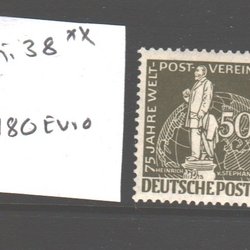 38 **
180 Euro
75 JAHRE WELT-POST-VEREIN
50
HEINRICH V. STEPHAN
DEUTSCHE POST